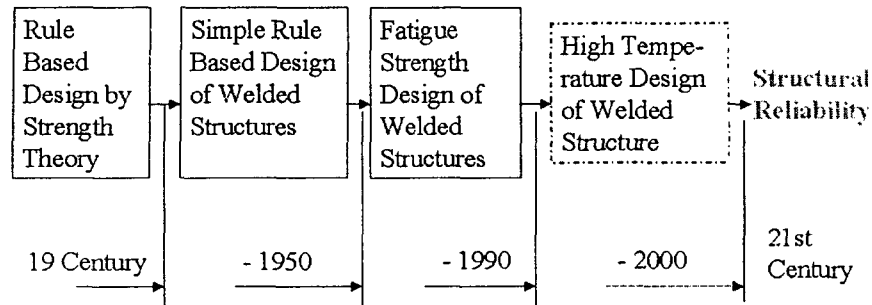 Rule
Based
Design by
Strength
Theory
Simple Rule
Based Design
of Welded
Structures
Fatigue
Strength
Design of
Welded
Structures
High Tempe-
rature Design
of Welded
Structure
Structural
Reliability
19 Century
- 1950
- 1990
- 2000
21st
Century